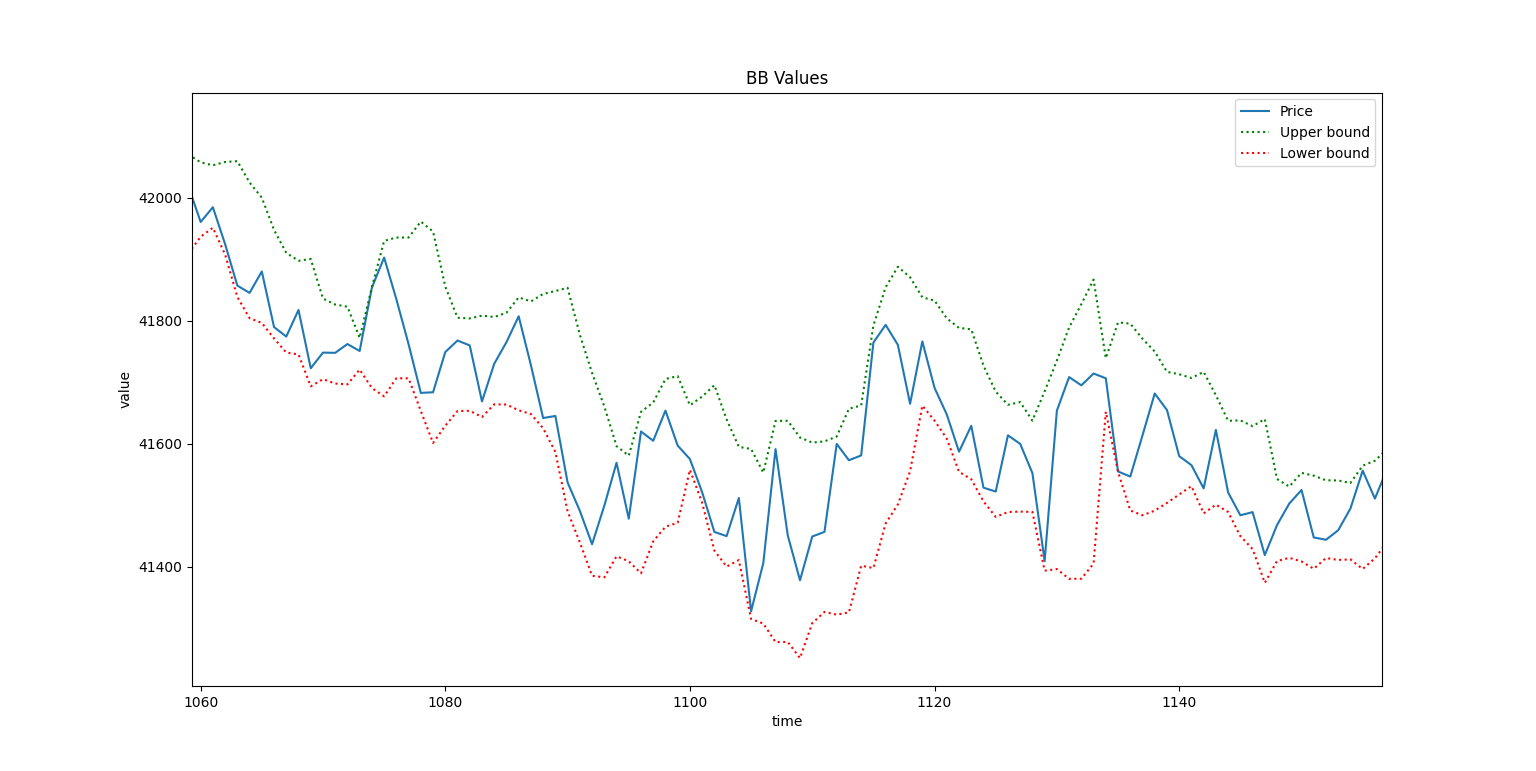 BB Values
Price
Upper bound
Lower bound
42000
41800
41600
41400
value
1060
1080
1100
1120
1140
time